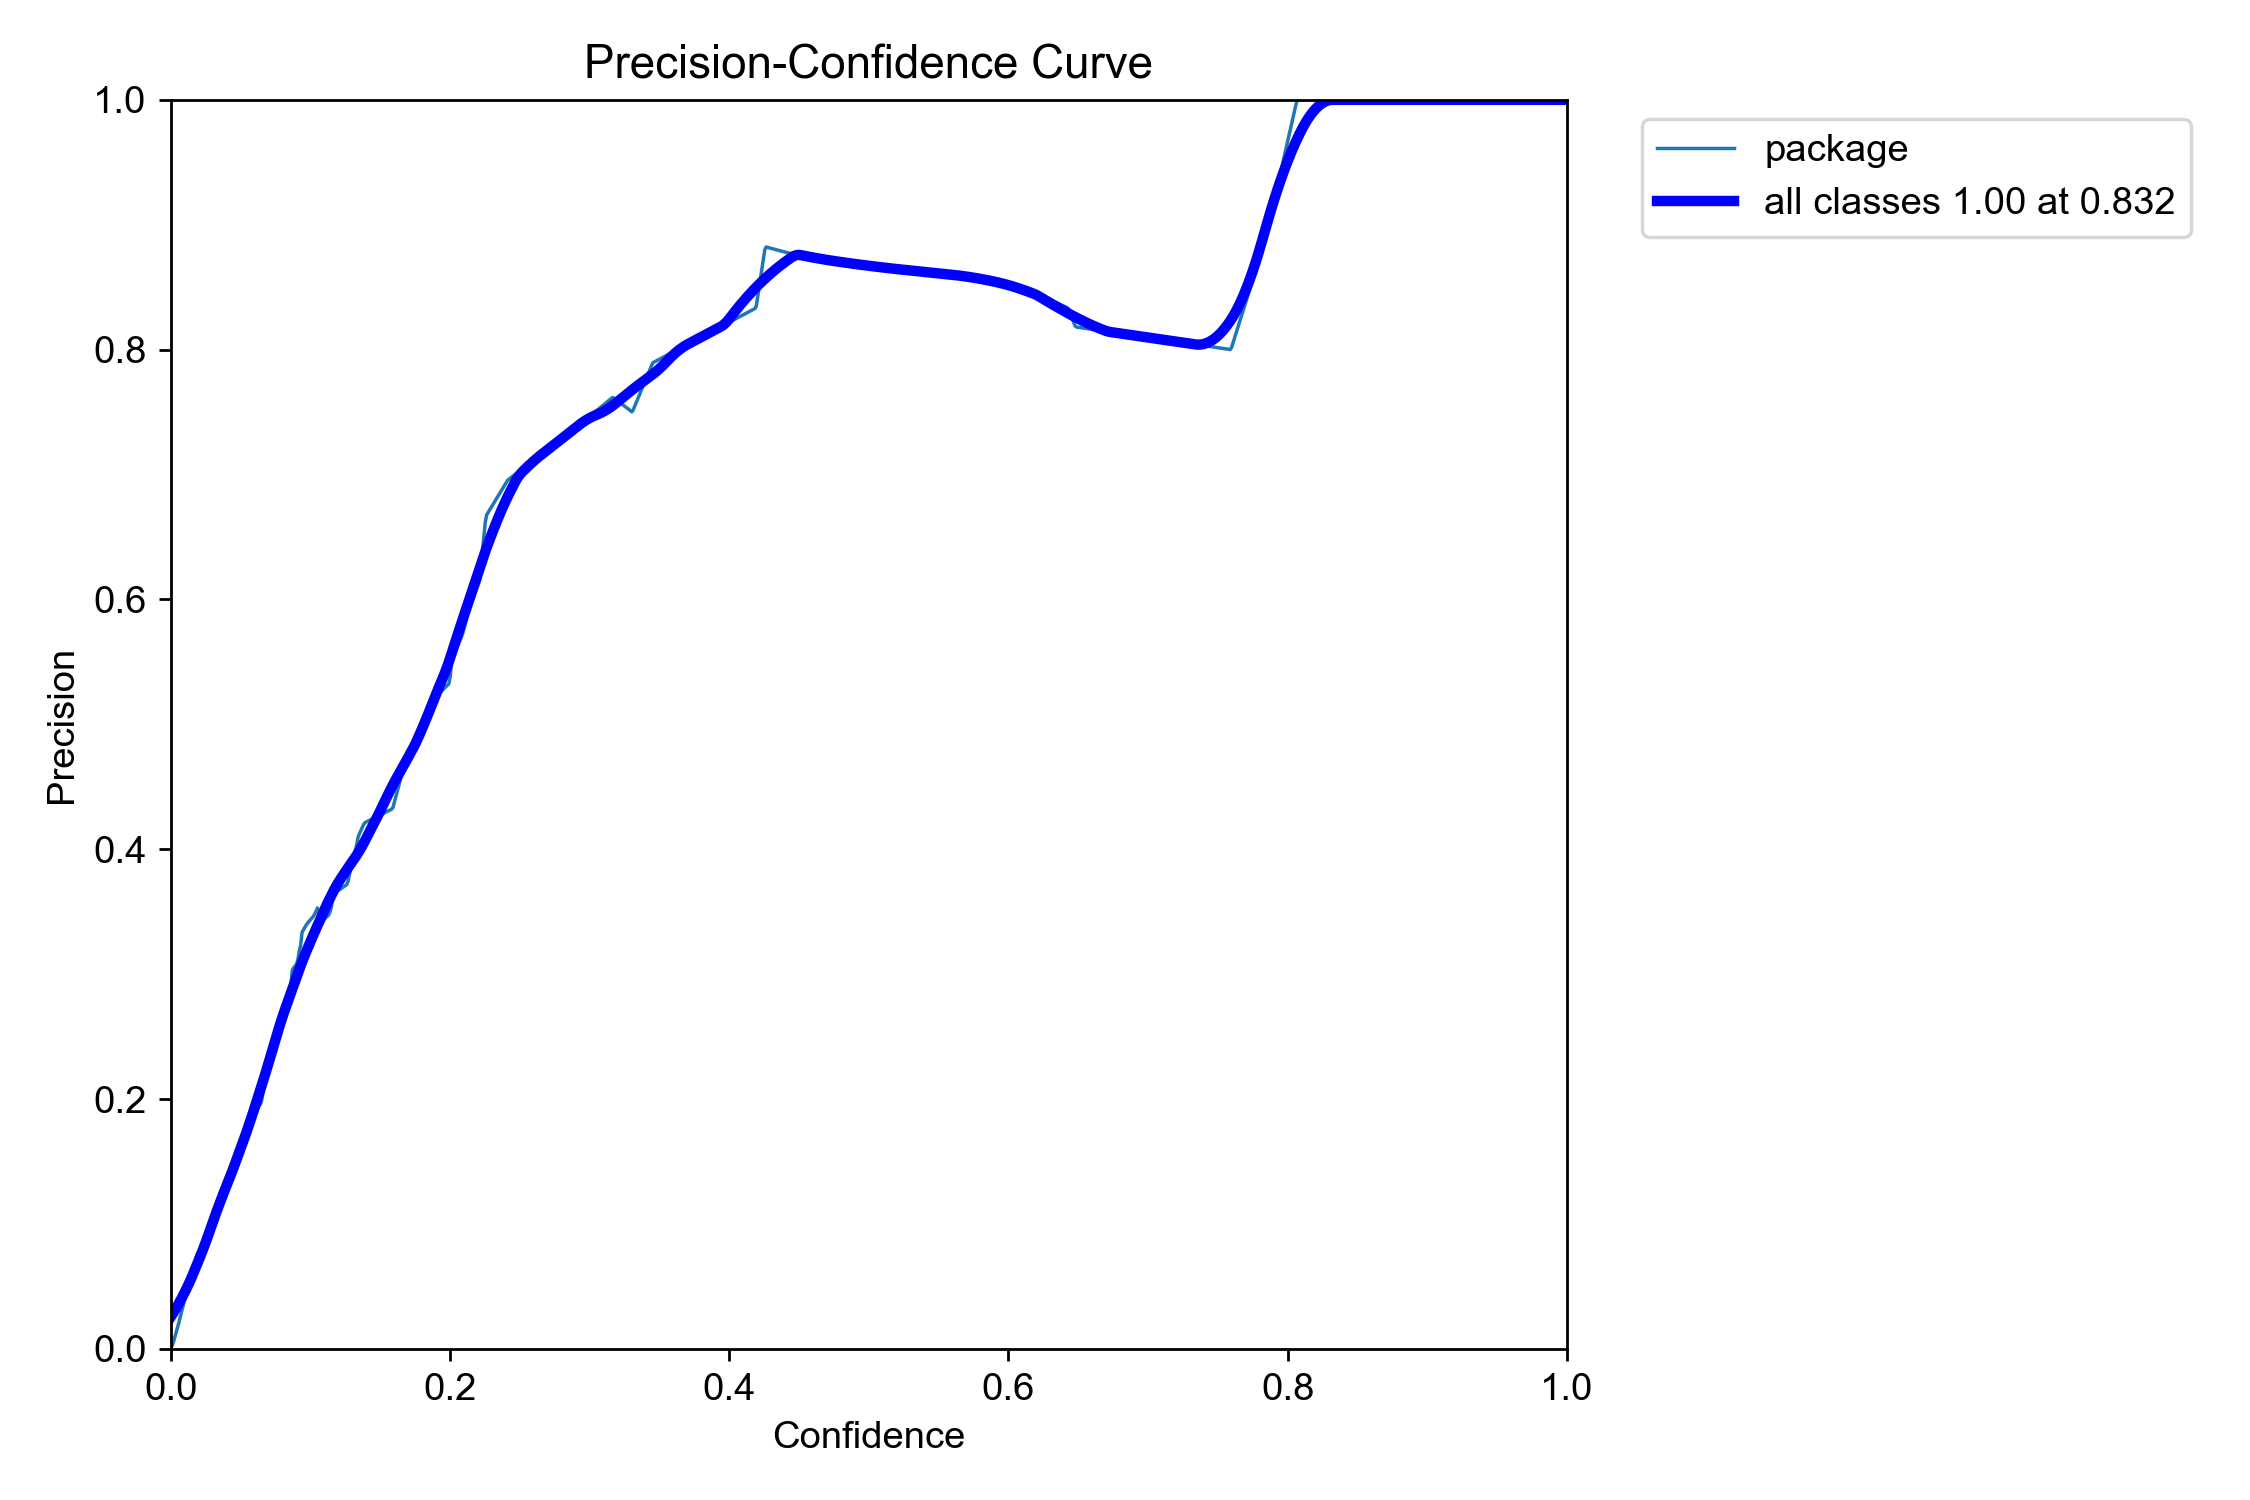 Precision-Confidence Curve
1.0
0.8
0.6
0.4
0.2
0.0
Precision
0.0 0.2 0.4 0.6 0.8 1.0
Confidence
package
all classes 1.00 at 0.832